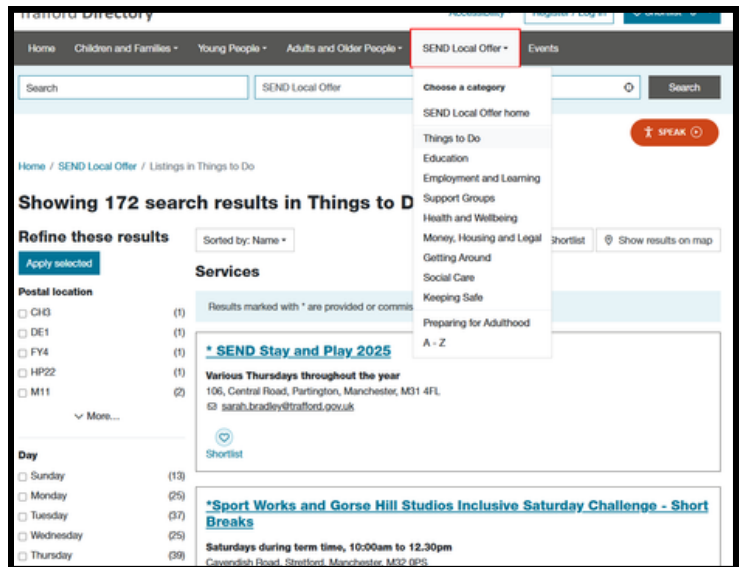 Trafford Directory
Accessibility
Register / Log in
Shortlist
Home
Children and Families
Young People
Adults and Older People
SEND Local Offer
Events
Search
SEND Local Offer
Search
Choose a category
SEND Local Offer home
Things to Do
Education
Employment and Learning
Support Groups
Health and Wellbeing
Money, Housing and Legal
Getting Around
Social Care
Keeping Safe
Preparing for Adulthood
A - Z
SPEAK
Home / SEND Local Offer / Listings in Things to Do
Showing 172 search results in Things to D
Refine these results
Apply selected
Postal location
CH3 (1)
DE1 (1)
FY4 (1)
HP22 (1)
M11 (2)
More...
Day
Sunday (13)
Monday (25)
Tuesday (37)
Wednesday (25)
Thursday (39)
Sorted by: Name
Shortlist
Show results on map
Services
Results marked with * are provided or commis
* SEND Stay and Play 2025
Various Thursdays throughout the year
106, Central Road, Partington, Manchester, M31 4FL
sarah.bradley@trafford.gov.uk
Shortlist
*Sport Works and Gorse Hill Studios Inclusive Saturday Challenge - Short
Breaks
Saturdays during term time, 10:00am to 12.30pm
Cavendish Road, Stretford, Manchester, M32 0PS